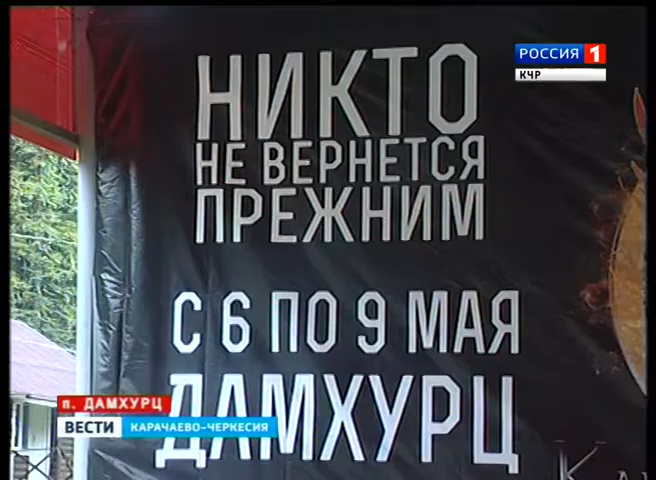 РОССИЯ 1
КЧР
НИКТО
НЕ ВЕРНЕТСЯ
ПРЕЖНИМ
С 6 ПО 9 МАЯ
ДАМХУРЦ
п. ДАМХУРЦ
ВЕСТИ КАРАЧАЕВО-ЧЕРКЕСИЯ